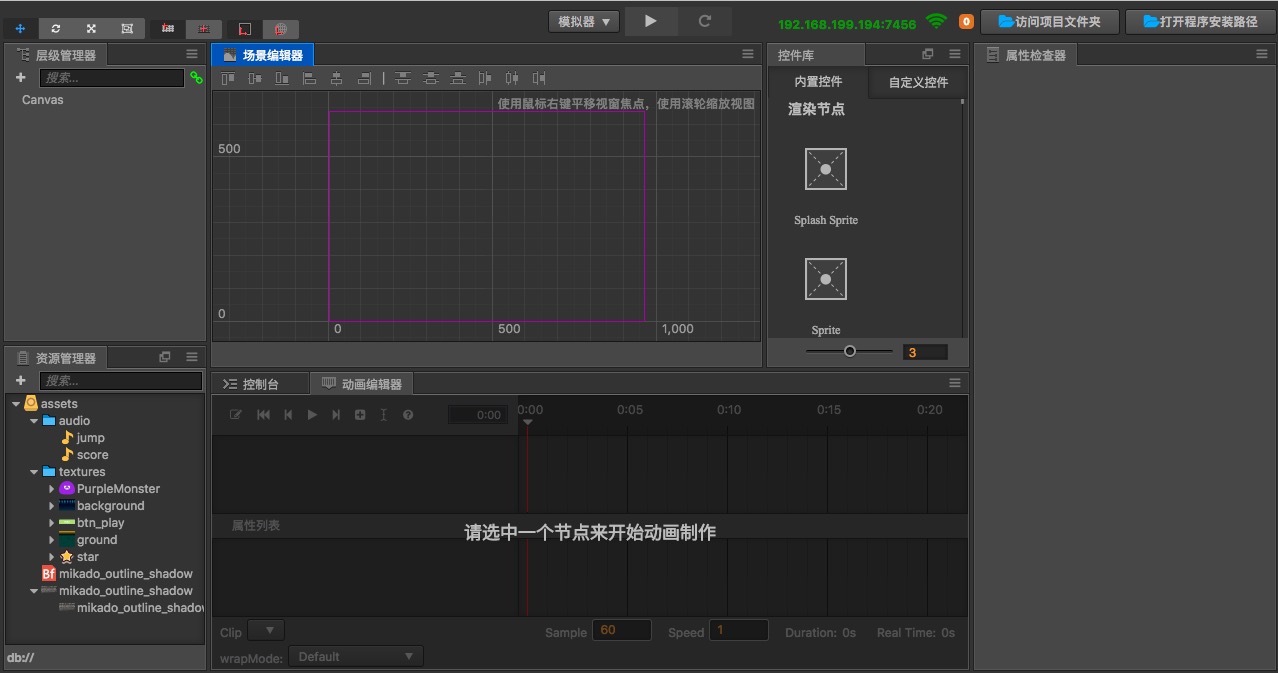 模拟器
192.168.199.194:7456
0
访问项目文件夹
打开程序安装路径
层级管理器
搜索...
Canvas
场景编辑器
使用鼠标右键平移视窗焦点，使用滚轮缩放视图
500
0
0
500
1,000
控件库
内置控件
自定义控件
渲染节点
Splash Sprite
Sprite
3
属性检查器
资源管理器
搜索...
assets
audio
jump
score
textures
PurpleMonster
background
btn_play
ground
star
Bf mikado_outline_shadow
mikado_outline_shadow
mikado_outline_shadow
db://
控制台
动画编辑器
0:00
0:00
0:05
0:10
0:15
0:20
属性列表
请选中一个节点来开始动画制作
Clip
Sample 60
Speed 1
Duration: 0s
Real Time: 0s
wrapMode: Default